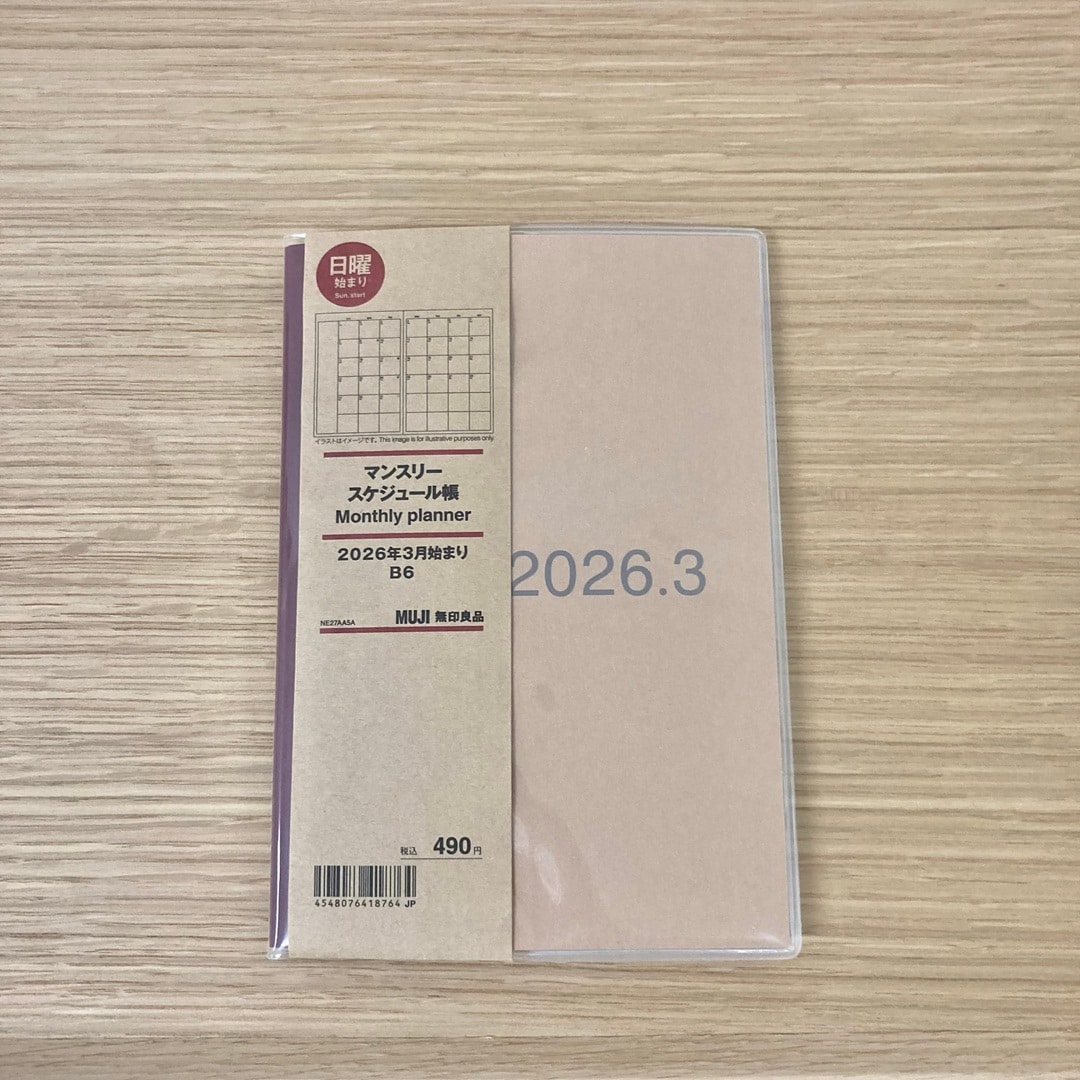 日曜
始まり
Sun. start
イラストはイメージです。This image is for illustrative purposes only.
マンスリー
スケジュール帳
Monthly planner
2026年3月始まり
B6
NE27AA5A MUJI 無印良品
2026.3
税込 490円
4548076418764 JP